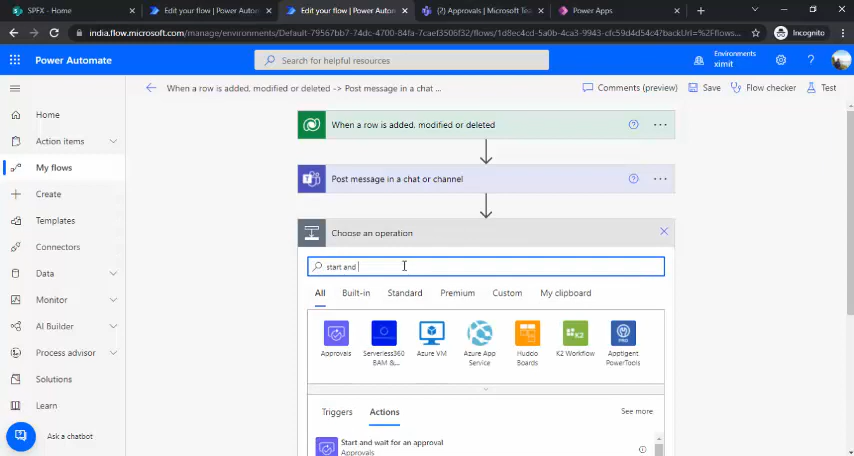 SPFX - Home
Edit your flow | Power Automate
Edit your flow | Power Automate
(2) Approvals | Microsoft Tea
Power Apps
india.flow.microsoft.com/manage/environments/Default-79567bb7-74dc-4700-84fa-7caef3506f32/flows/1d8ec4cd-5a0b-4ca3-9943-cfc59d4d54c4?backUrl=%2Fflows...
Incognito
Power Automate
Search for helpful resources
Environments
ximit
When a row is added, modified or deleted -> Post message in a chat ...
Comments (preview)
Save
Flow checker
Test
Home
Action items
My flows
Create
Templates
Connectors
Data
Monitor
AI Builder
Process advisor
Solutions
Learn
Ask a chatbot
When a row is added, modified or deleted
Post message in a chat or channel
Choose an operation
start and
All
Built-in
Standard
Premium
Custom
My clipboard
Approvals
Serverless360 BAM &...
Azure VM
Azure App Service
Huddo Boards
K2 Workflow
Apptigent PowerTools
Triggers
Actions
See more
Start and wait for an approval
Approvals